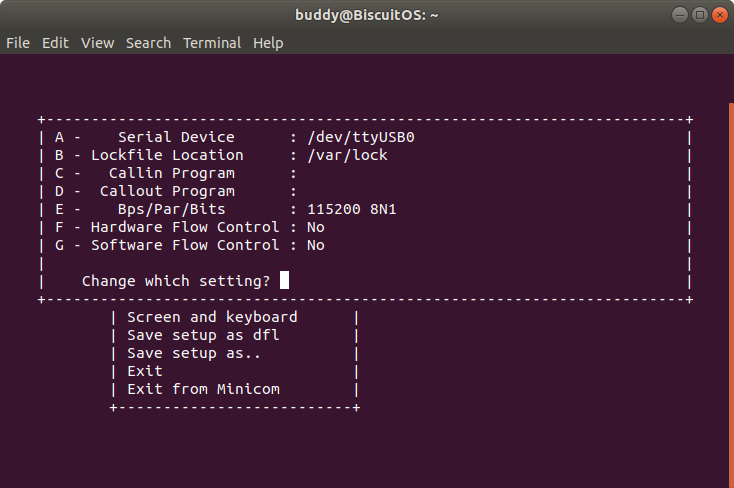 buddy@BiscuitOS: ~
File Edit View Search Terminal Help
+-----------------------------------------------------------------------+
| A -    Serial Device      : /dev/ttyUSB0                              |
| B - Lockfile Location     : /var/lock                                 |
| C -   Callin Program      :                                           |
| D -  Callout Program      :                                           |
| E -    Bps/Par/Bits       : 115200 8N1                                |
| F - Hardware Flow Control : No                                        |
| G - Software Flow Control : No                                        |
|                                                                       |
|    Change which setting?                                              |
+-----------------------------------------------------------------------+
| Screen and keyboard      |
| Save setup as dfl        |
| Save setup as..          |
| Exit                     |
| Exit from Minicom        |
+--------------------------+